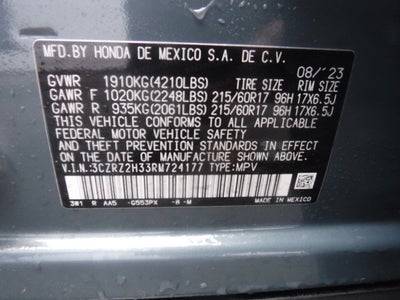 MFD.BY HONDA DE MEXICO S.A. DE C.V.
08/'23
GVWR 1910KG(4210LBS) TIRE SIZE RIM SIZE
GAWR F 1020KG(2248LBS) 215/60R17 96H 17X6.5J
GAWR R 935KG(2061LBS) 215/60R17 96H 17X6.5J
THIS VEHICLE CONFORMS TO ALL APPLICABLE
FEDERAL MOTOR VEHICLE SAFETY
AND THEFT PREVENTION STANDARDS IN EFFECT
ON THE DATE OF MANUFACTURE SHOWN ABOVE.
V.I.N.:3CZRZ2H33RM724177 TYPE:MPV
3W1 R AA5 -G553PX -B -M
MADE IN MEXICO